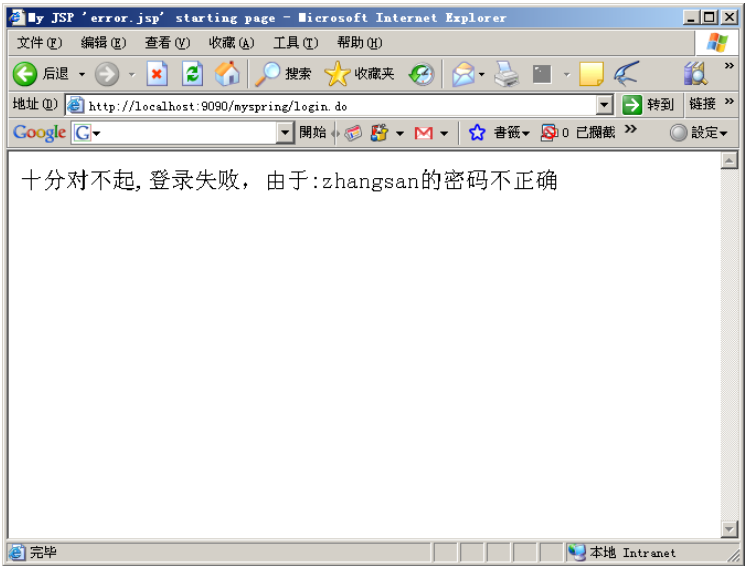 My JSP 'error.jsp' starting page - Microsoft Internet Explorer
文件(F) 编辑(E) 查看(V) 收藏(A) 工具(T) 帮助(H)
后退 搜索 收藏夹 »
地址(D) http://localhost:9090/myspring/login.do 转到 链接 »
Google G 開始 0 已攔截 書籤 » 設定
十分对不起,登录失败，由于:zhangsan的密码不正确
完毕 本地 Intranet